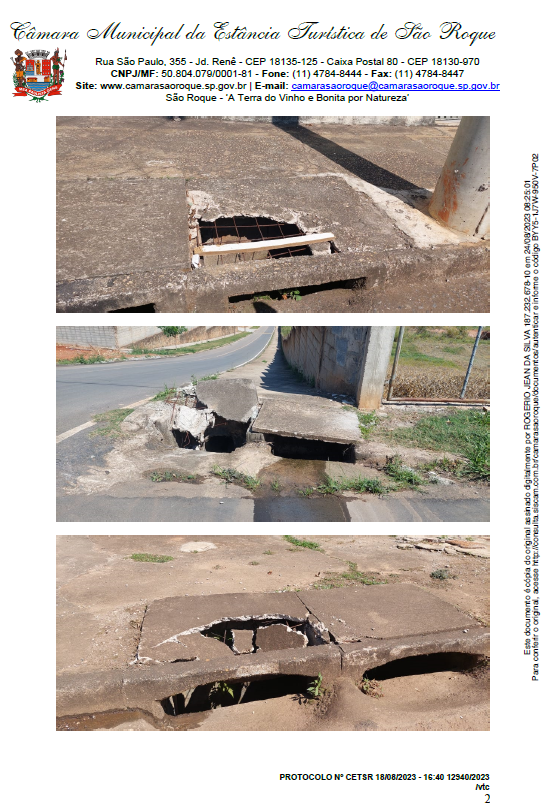 Câmara Municipal da Estância Turística de São Roque
Rua São Paulo, 355 - Jd. Renê - CEP 18135-125 - Caixa Postal 80 - CEP 18130-970
CNPJ/MF: 50.804.079/0001-81 - Fone: (11) 4784-8444 - Fax: (11) 4784-8447
Site: www.camarasaoroque.sp.gov.br | E-mail: camarasaoroque@camarasaoroque.sp.gov.br
São Roque - 'A Terra do Vinho e Bonita por Natureza'
Este documento é cópia do original assinado digitalmente por ROGERIO JEAN DA SILVA 187.232.678-10 em 24/08/2023 08:25:01
Para conferir o original, acesse http://consulta.siscam.com.br/camarasaoroque/documentos/autenticar e informe o código BYY5-1J7W-950V-7P02
PROTOCOLO Nº CETSR 18/08/2023 - 16:40 12940/2023
/vtc
2